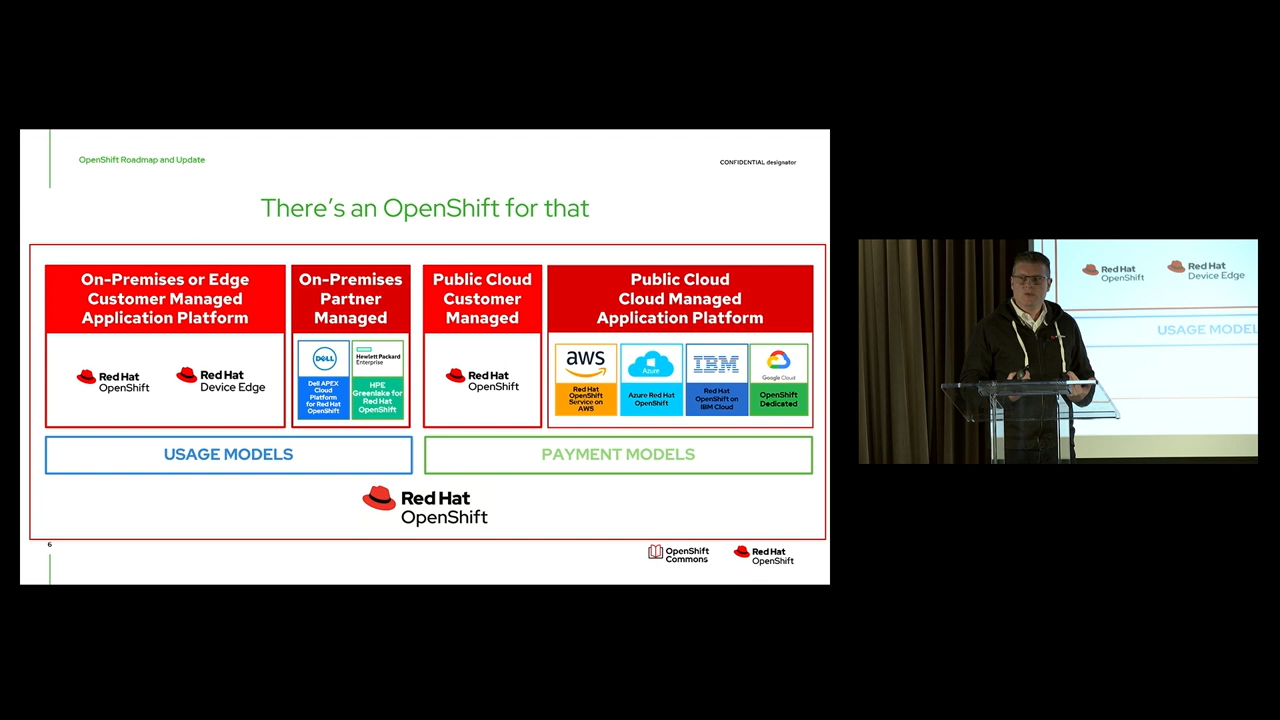 OpenShift Roadmap and Update
CONFIDENTIAL designator
There's an OpenShift for that
On-Premises or Edge
Customer Managed
Application Platform
Red Hat
OpenShift
Red Hat
Device Edge
On-Premises
Partner
Managed
DELL
Dell APEX
Cloud
Platform
for Red Hat
OpenShift
Hewlett Packard
Enterprise
HPE
Greenlake for
Red Hat
OpenShift
Public Cloud
Customer
Managed
Red Hat
OpenShift
Public Cloud
Cloud Managed
Application Platform
aws
Red Hat
OpenShift
Service on
AWS
Azure
Azure Red Hat
OpenShift
IBM
Red Hat
OpenShift on
IBM Cloud
Google Cloud
OpenShift
Dedicated
USAGE MODELS
PAYMENT MODELS
Red Hat
OpenShift
6
OpenShift
Commons
Red Hat
OpenShift
Red Hat
OpenShift
Red Hat
Device Edge
USAGE MODEL